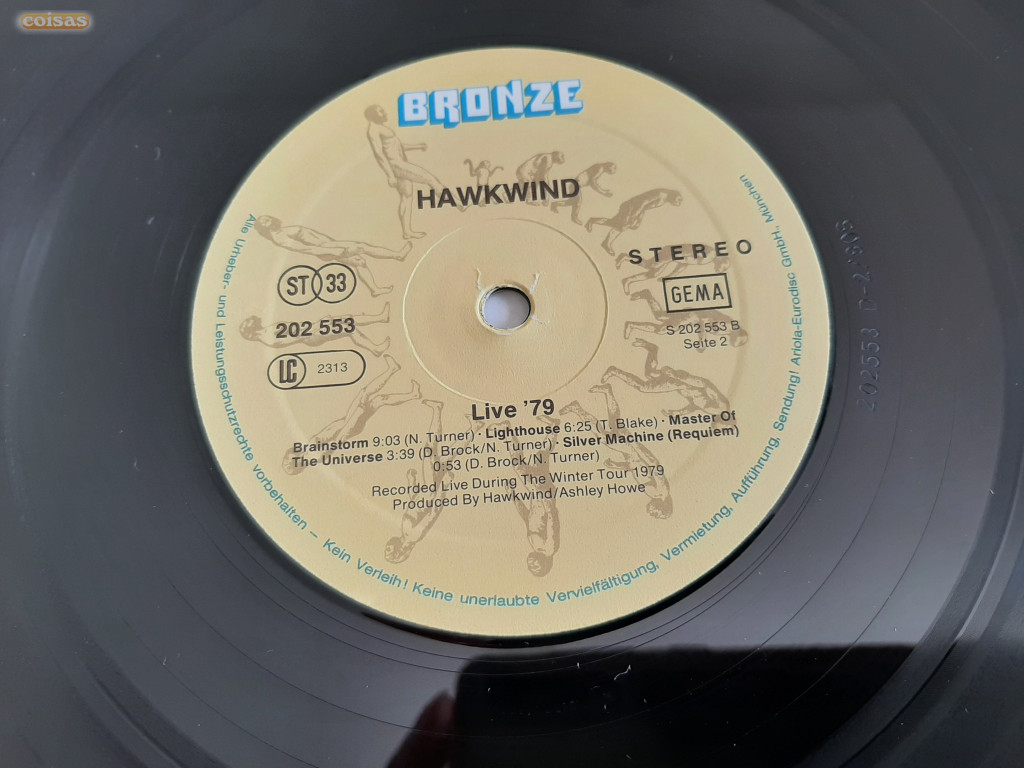 coisas
BRONZE
HAWKWIND
STEREO
ST 33
GEMA
202 553
S 202 553 B
Seite 2
LC 2313
Live '79
Brainstorm 9:03 (N. Turner) · Lighthouse 6:25 (T. Blake) · Master Of
The Universe 3:39 (D. Brock/N. Turner) · Silver Machine (Requiem)
0:53 (D. Brock/N. Turner)
Recorded Live During The Winter Tour 1979
Produced By Hawkwind/Ashley Howe
Alle Urheber- und Leistungsschutzrechte vorbehalten – Kein Verleih! Keine unerlaubte Vervielfältigung, Vermietung, Aufführung, Sendung! Ariola-Eurodisc GmbH, München